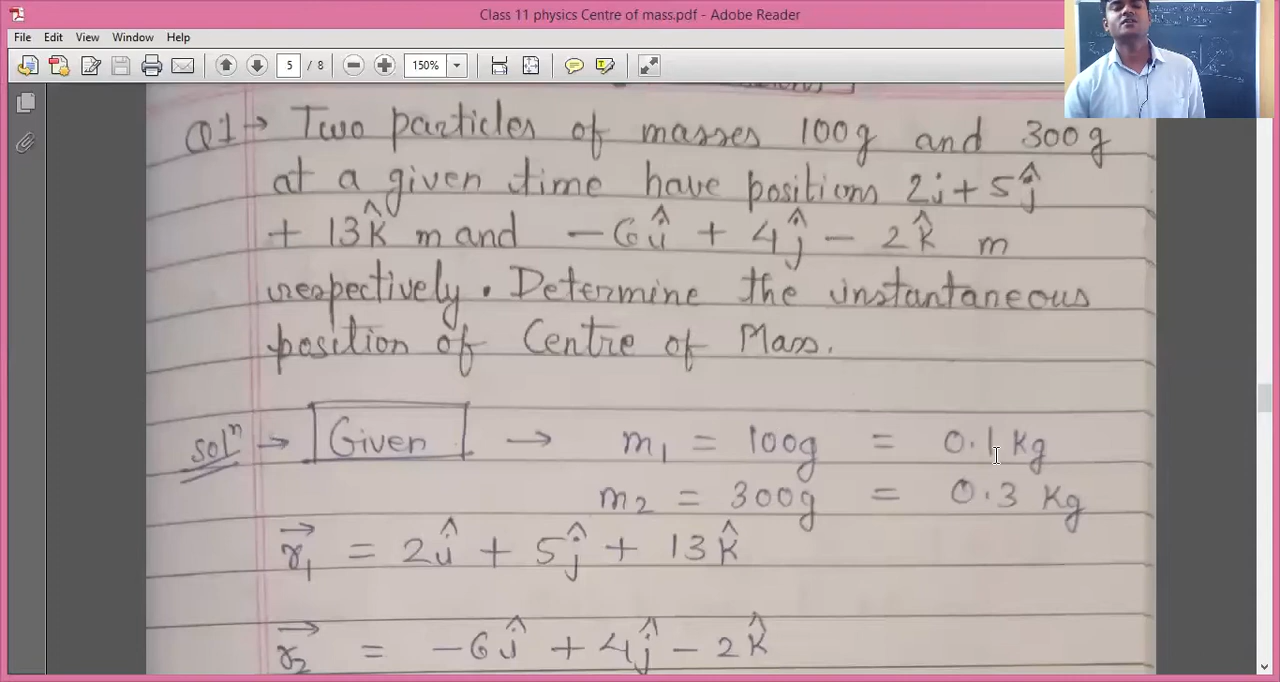 Class 11 physics Centre of mass.pdf - Adobe Reader
File Edit View Window Help
5 / 8 150%
Q1→ Two particles of masses 100g and 300g
at a given time have positions 2i + 5ĵ
+ 13k̂ m and -6î + 4ĵ - 2k̂ m
respectively. Determine the instantaneous
position of Centre of Mass.
Solⁿ → Given → m₁ = 100g = 0.1 Kg
m₂ = 300g = 0.3 Kg
r⃗₁ = 2î + 5ĵ + 13k̂
r⃗₂ = -6î + 4ĵ - 2k̂